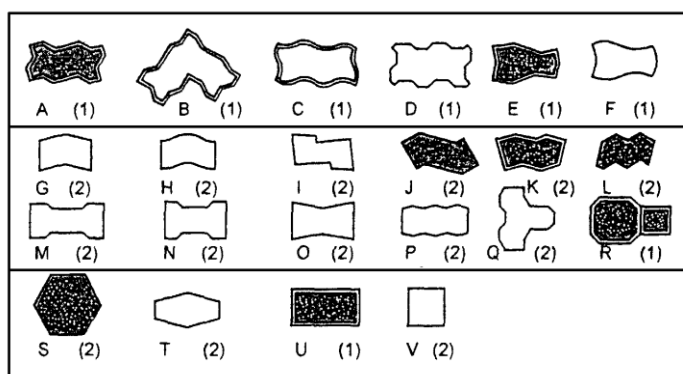 A (1) B (1) C (1) D (1) E (1) F (1)
G (2) H (2) I (2) J (2) K (2) L (2)
M (2) N (2) O (2) P (2) Q (2) R (1)
S (2) T (2) U (1) V (2)